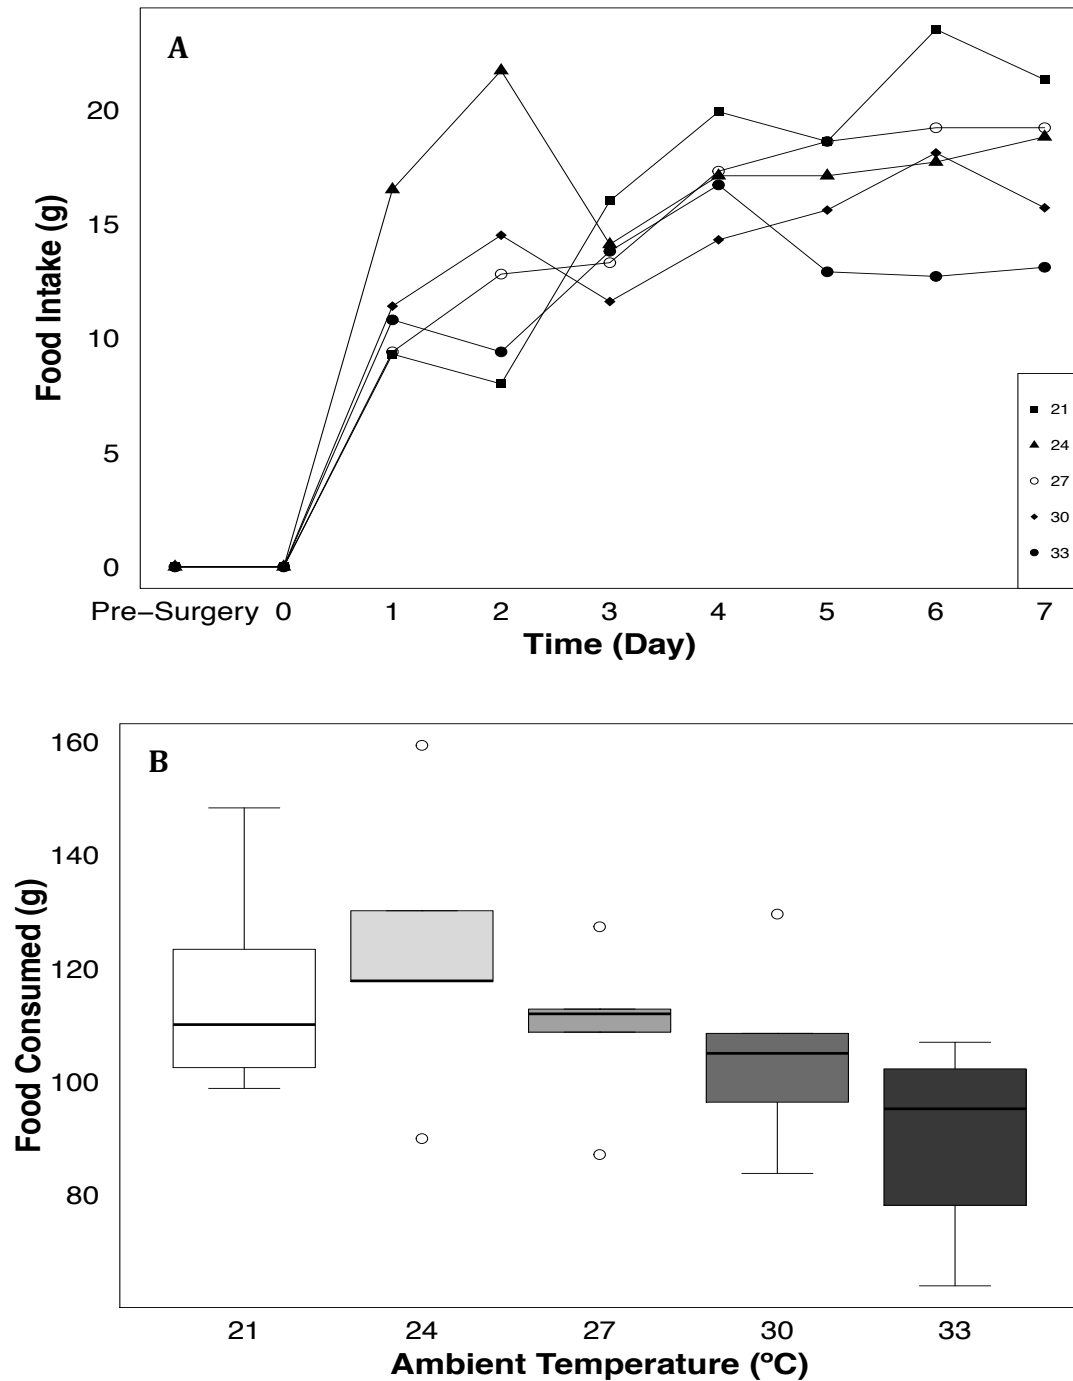 A
Food Intake (g)
20
15
10
5
0
Pre–Surgery 0 1 2 3 4 5 6 7
Time (Day)
21
24
27
30
33
B
Food Consumed (g)
160
140
120
100
80
21 24 27 30 33
Ambient Temperature (ºC)